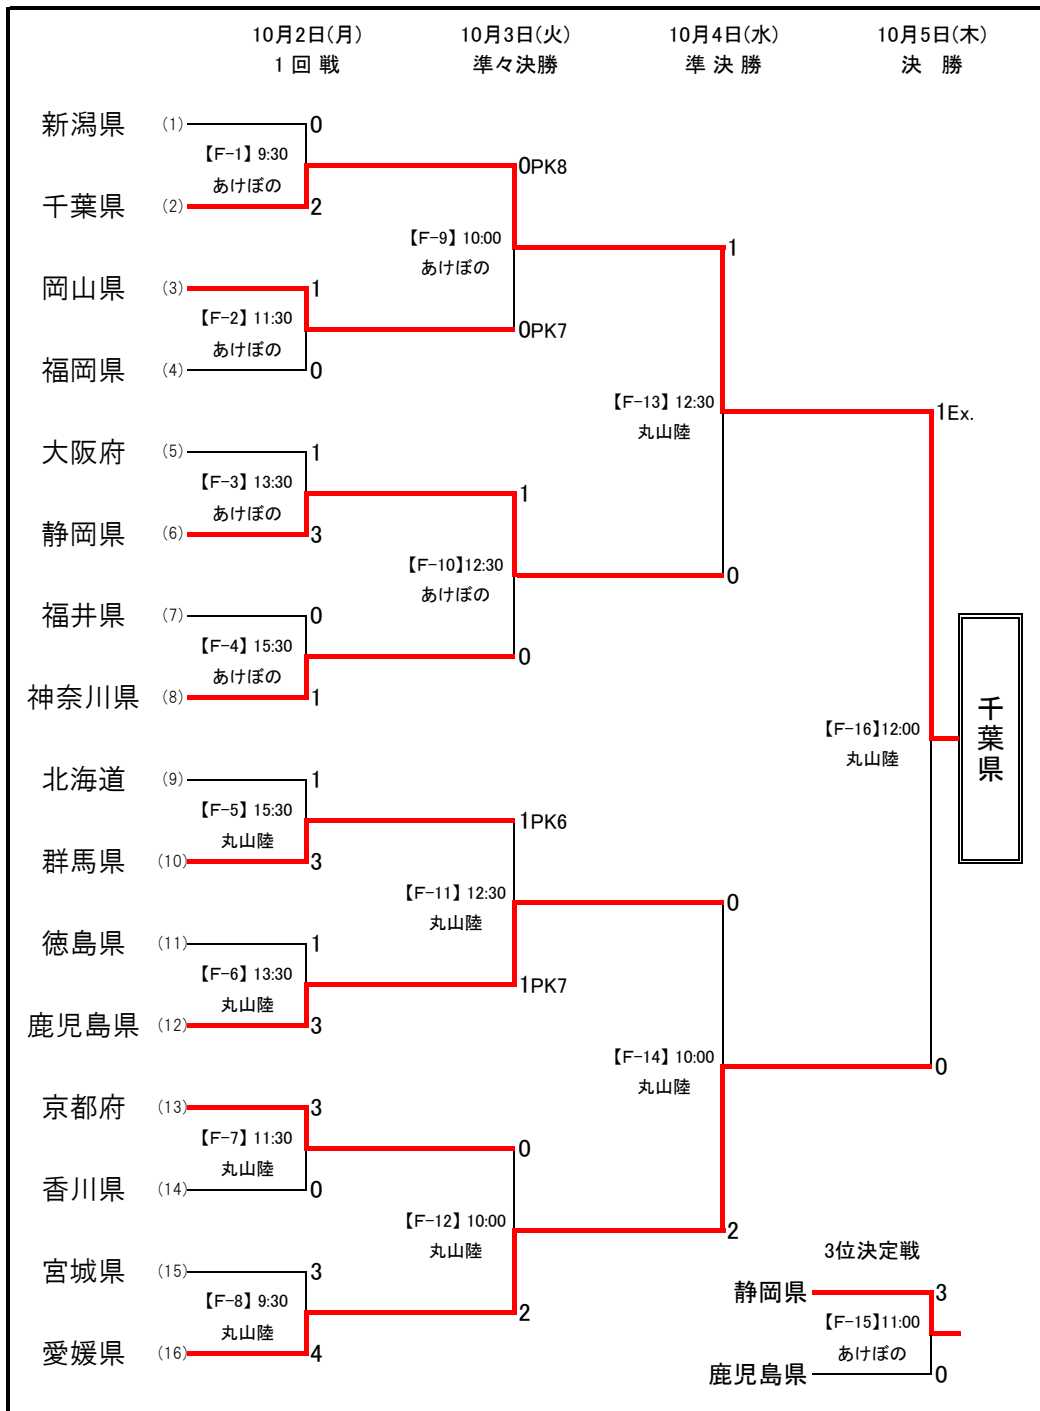 10月2日(月) 10月3日(火) 10月4日(水) 10月5日(木)
1 回 戦 準々決勝 準 決 勝 決 勝
新潟県 (1) 0
【F-1】 9:30
あけぼの
0PK8
千葉県 (2) 2
【F-9】 10:00
あけぼの
1
岡山県 (3) 1
【F-2】 11:30
あけぼの
0PK7
福岡県 (4) 0
【F-13】 12:30
丸山陸
1Ex.
大阪府 (5) 1
【F-3】 13:30
あけぼの
1
静岡県 (6) 3
【F-10】12:30
あけぼの
0
福井県 (7) 0
【F-4】 15:30
あけぼの
0
神奈川県 (8) 1
【F-16】12:00
丸山陸
千葉県
北海道 (9) 1
【F-5】 15:30
丸山陸
1PK6
群馬県 (10) 3
【F-11】 12:30
丸山陸
0
徳島県 (11) 1
【F-6】 13:30
丸山陸
1PK7
鹿児島県 (12) 3
【F-14】 10:00
丸山陸
0
京都府 (13) 3
【F-7】 11:30
丸山陸
0
香川県 (14) 0
【F-12】 10:00
丸山陸
2
宮城県 (15) 3
【F-8】 9:30
丸山陸
2
愛媛県 (16) 4
3位決定戦
静岡県 3
【F-15】11:00
あけぼの
鹿児島県 0